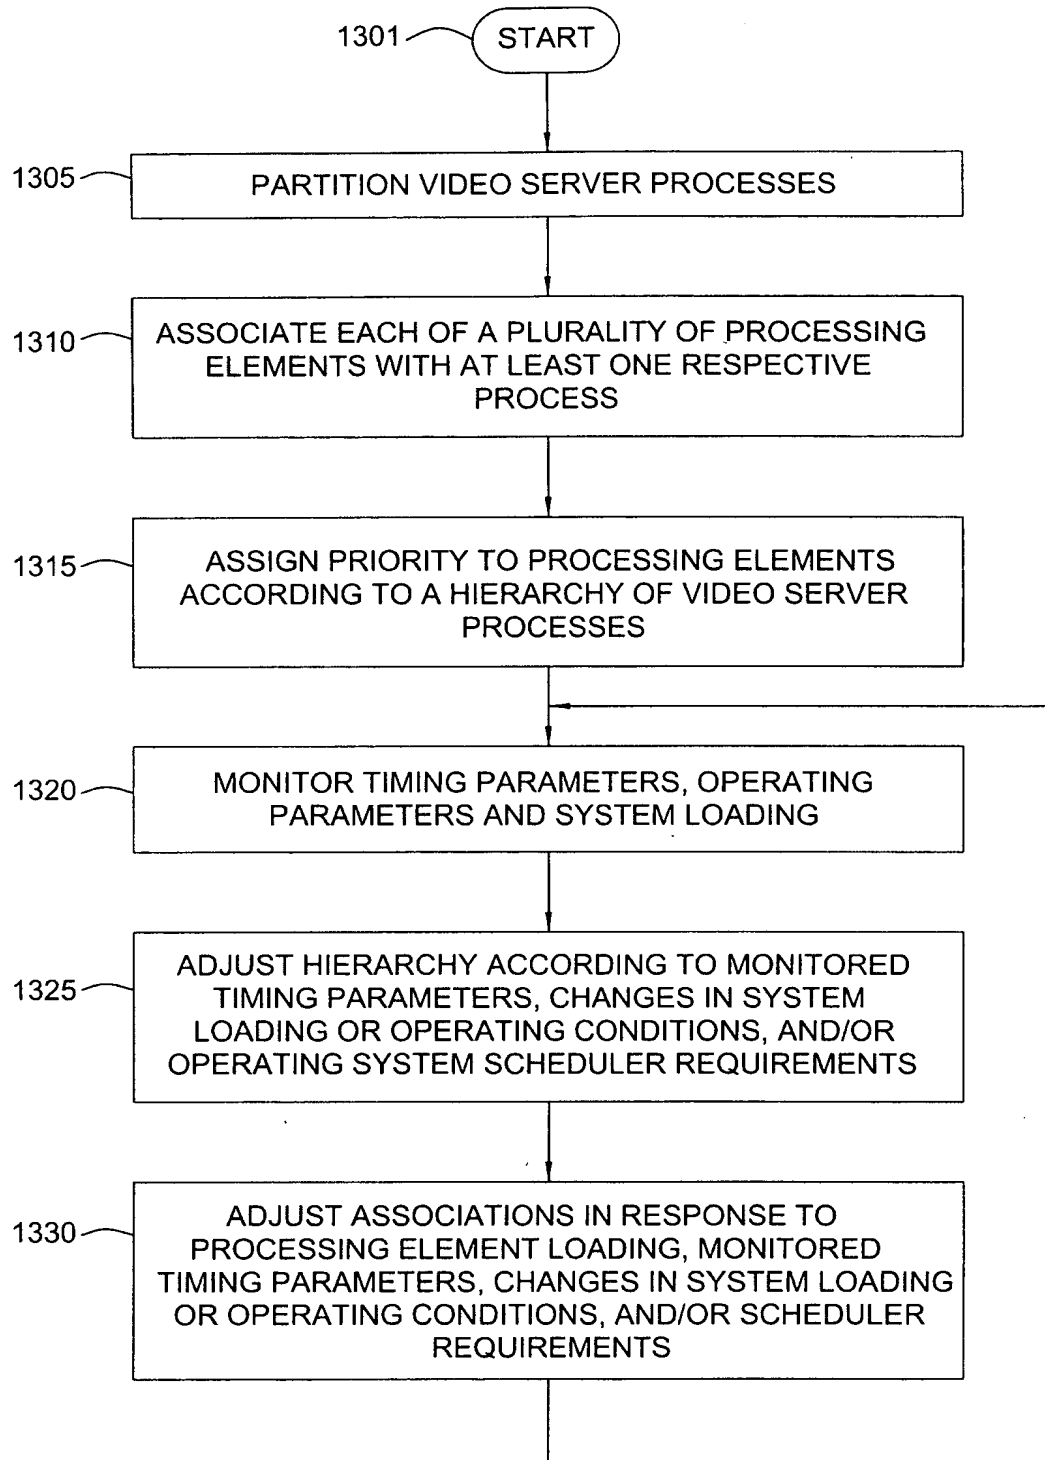 1301
START
1305
PARTITION VIDEO SERVER PROCESSES
1310
ASSOCIATE EACH OF A PLURALITY OF PROCESSING
ELEMENTS WITH AT LEAST ONE RESPECTIVE
PROCESS
1315
ASSIGN PRIORITY TO PROCESSING ELEMENTS
ACCORDING TO A HIERARCHY OF VIDEO SERVER
PROCESSES
1320
MONITOR TIMING PARAMETERS, OPERATING
PARAMETERS AND SYSTEM LOADING
1325
ADJUST HIERARCHY ACCORDING TO MONITORED
TIMING PARAMETERS, CHANGES IN SYSTEM
LOADING OR OPERATING CONDITIONS, AND/OR
OPERATING SYSTEM SCHEDULER REQUIREMENTS
1330
ADJUST ASSOCIATIONS IN RESPONSE TO
PROCESSING ELEMENT LOADING, MONITORED
TIMING PARAMETERS, CHANGES IN SYSTEM LOADING
OR OPERATING CONDITIONS, AND/OR SCHEDULER
REQUIREMENTS